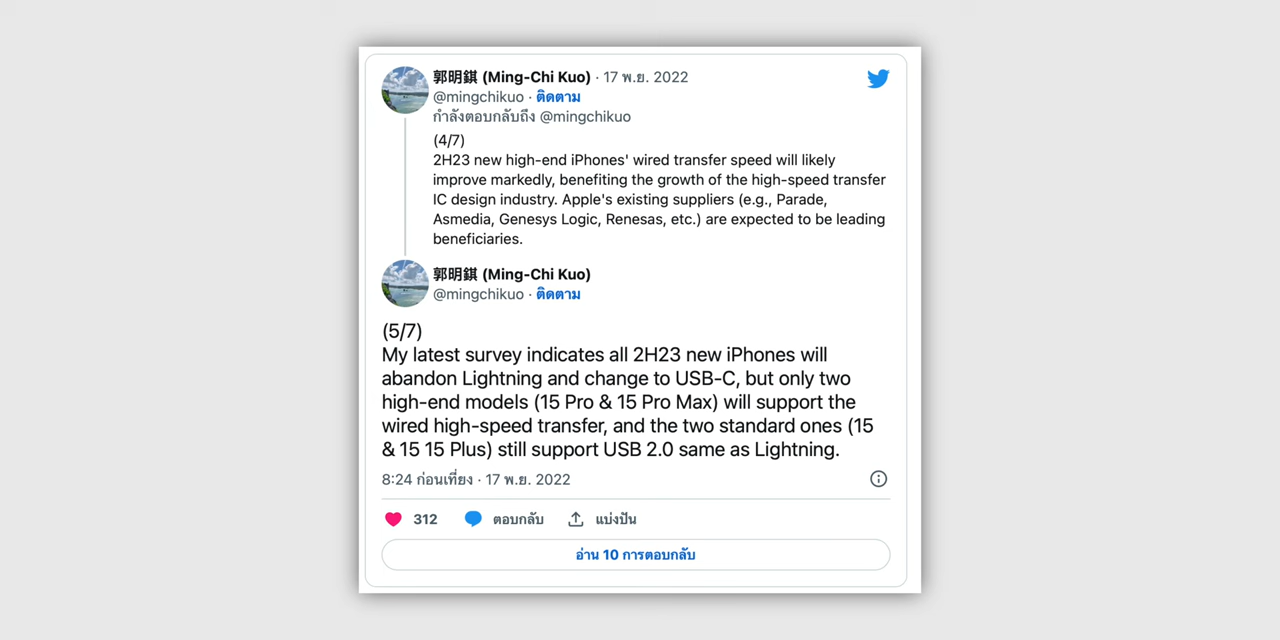 郭明錤 (Ming-Chi Kuo) · 17 พ.ย. 2022
@mingchikuo · ติดตาม
กำลังตอบกลับถึง @mingchikuo
(4/7)
2H23 new high-end iPhones' wired transfer speed will likely
improve markedly, benefiting the growth of the high-speed transfer
IC design industry. Apple's existing suppliers (e.g., Parade,
Asmedia, Genesys Logic, Renesas, etc.) are expected to be leading
beneficiaries.
郭明錤 (Ming-Chi Kuo)
@mingchikuo · ติดตาม
(5/7)
My latest survey indicates all 2H23 new iPhones will
abandon Lightning and change to USB-C, but only two
high-end models (15 Pro & 15 Pro Max) will support the
wired high-speed transfer, and the two standard ones (15
& 15 15 Plus) still support USB 2.0 same as Lightning.
8:24 ก่อนเที่ยง · 17 พ.ย. 2022
312 ตอบกลับ แบ่งปัน
อ่าน 10 การตอบกลับ